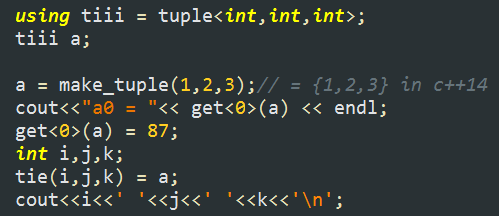 using tiii = tuple<int,int,int>;
tiii a;
a = make_tuple(1,2,3);// = {1,2,3} in c++14
cout<<"a0 = "<< get<0>(a) << endl;
get<0>(a) = 87;
int i,j,k;
tie(i,j,k) = a;
cout<<i<<' '<<j<<' '<<k<<'\n';